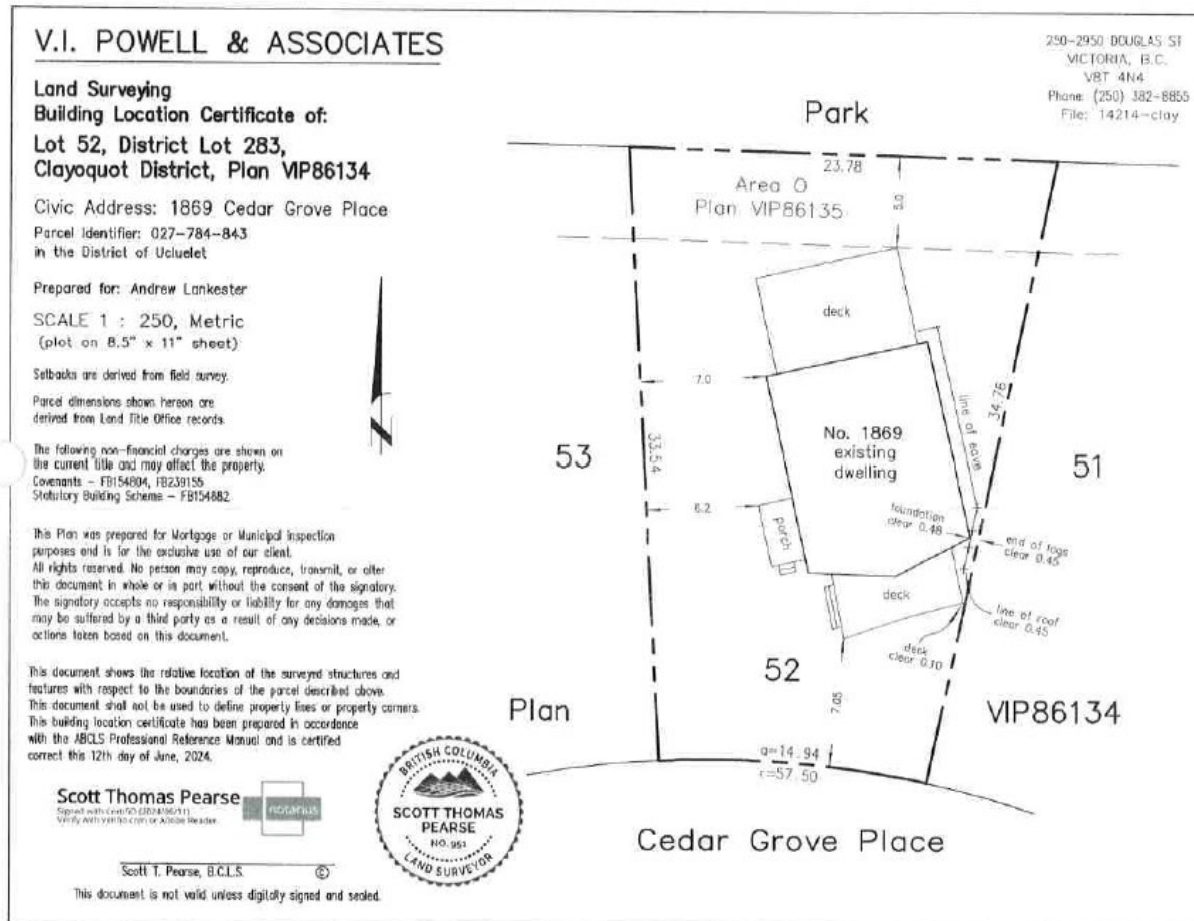 V.I. POWELL & ASSOCIATES
250-2950 DOUGLAS ST
VICTORIA, B.C.
V8T 4N4
Phone: (250) 382-8855
File: 14214-clay
Land Surveying
Building Location Certificate of:
Lot 52, District Lot 283,
Clayoquot District, Plan VIP86134
Civic Address: 1869 Cedar Grove Place
Parcel Identifier: 027-784-843
in the District of Ucluelet
Prepared for: Andrew Lankester
SCALE 1 : 250, Metric
(plot on 8.5" x 11" sheet)
Setbacks are derived from field survey.
Parcel dimensions shown hereon are
derived from Land Title Office records.
The following non-financial charges are shown on
the current title and may affect the property.
Covenants - FB154804, FB239155
Statutory Building Scheme - FB154882
This Plan was prepared for Mortgage or Municipal inspection
purposes and is for the exclusive use of our client.
All rights reserved. No person may copy, reproduce, transmit, or alter
this document in whole or in part without the consent of the signatory.
The signatory accepts no responsibility or liability for any damages that
may be suffered by a third party as a result of any decisions made, or
actions taken based on this document.
This document shows the relative location of the surveyed structures and
features with respect to the boundaries of the parcel described above.
This document shall not be used to define property lines or property corners.
This building location certificate has been prepared in accordance
with the ABCLS Professional Reference Manual and is certified
correct this 12th day of June, 2024.
Scott Thomas Pearse
Signed with CertifiO (2024/06/11)
Verify with verifio.com or Adobe Reader.
notarius
Scott T. Pearse, B.C.L.S.
©
This document is not valid unless digitally signed and sealed.
BRITISH COLUMBIA
SCOTT THOMAS
PEARSE
NO. 951
LAND SURVEYOR
N
Park
23.78
Area O
Plan VIP86135
5.0
deck
7.0
line of eave
34.76
No. 1869
existing
dwelling
53
33.54
51
6.2
porch
foundation
clear 0.48
end of logs
clear 0.45
deck
line of roof
clear 0.45
deck
clear 0.10
52
7.05
Plan
VIP86134
a=14.94
r=57.50
Cedar Grove Place